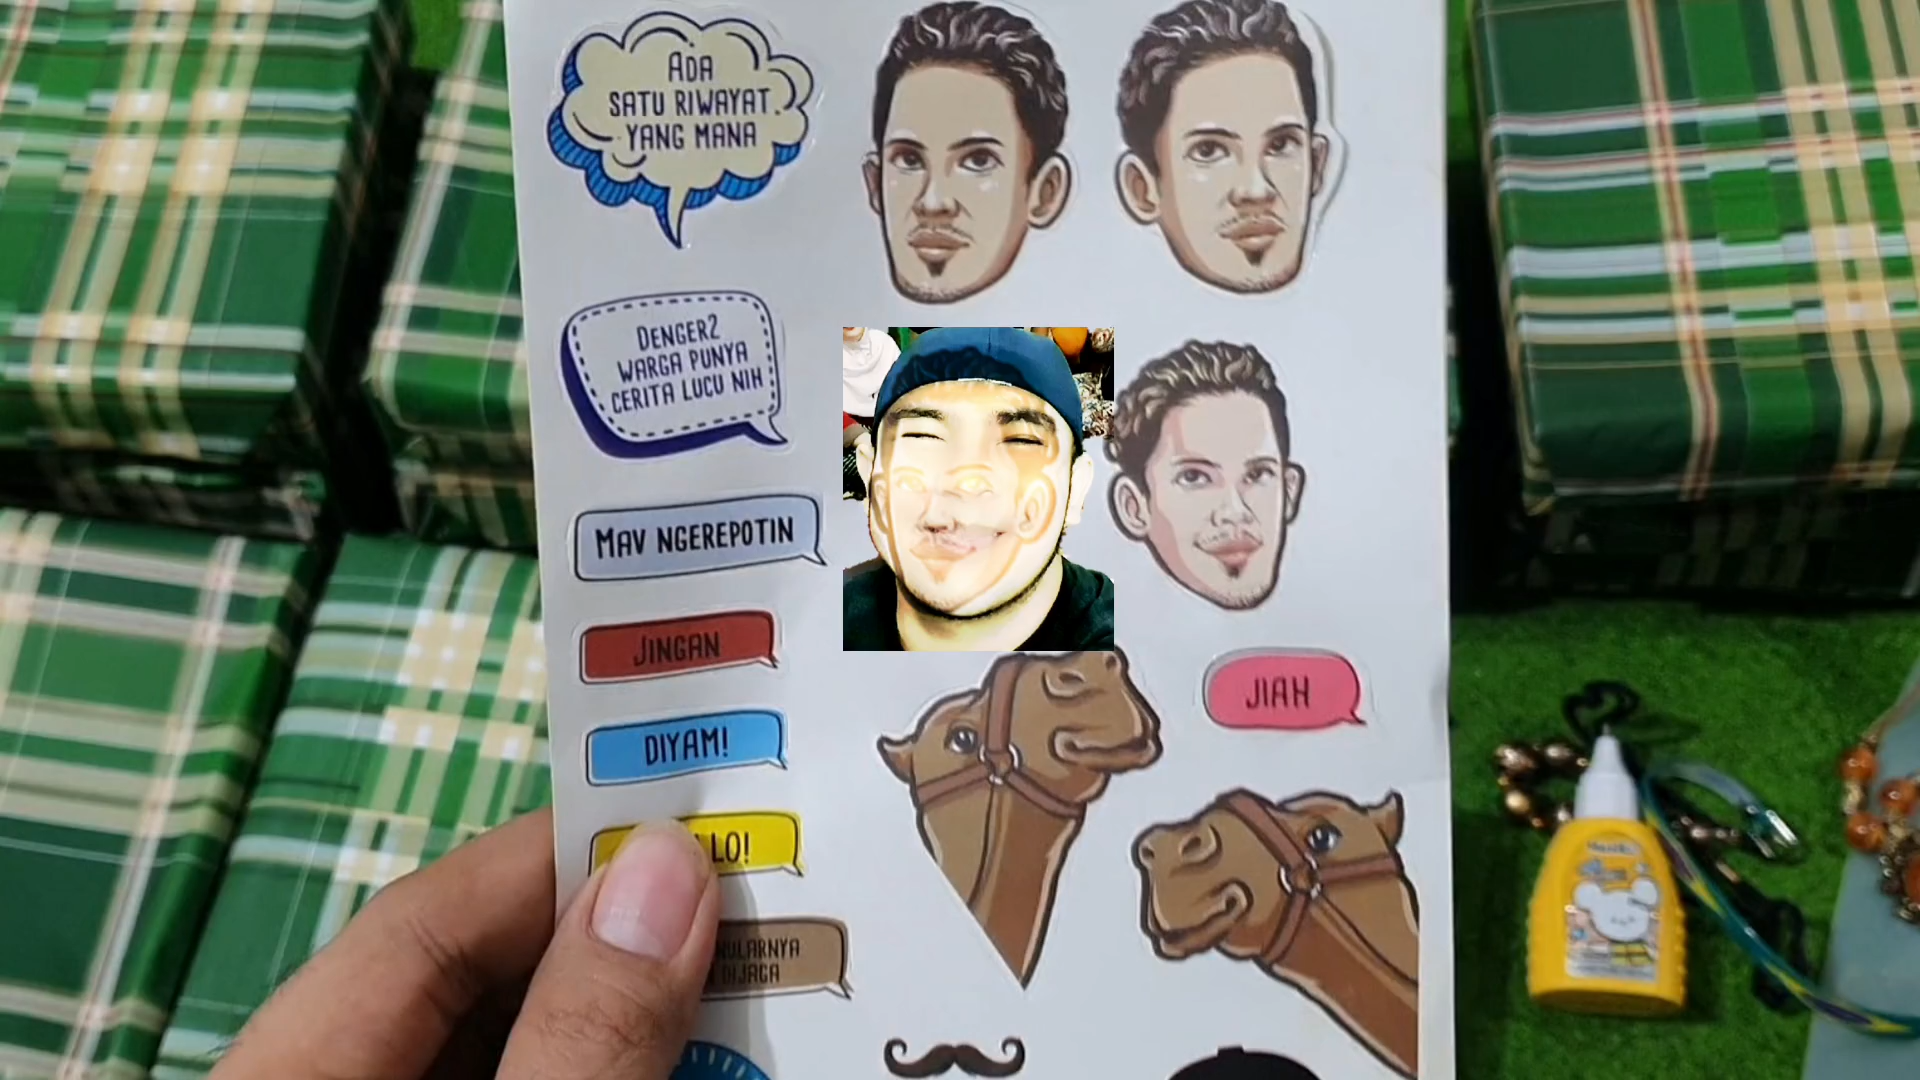 ADA
SATU RIWAYAT
YANG MANA
DENGER2
WARGA PUNYA
CERITA LUCU NIH
MAV NGEREPOTIN
JINGAN
JIAH
DIYAM!
LO!
DIJAGA